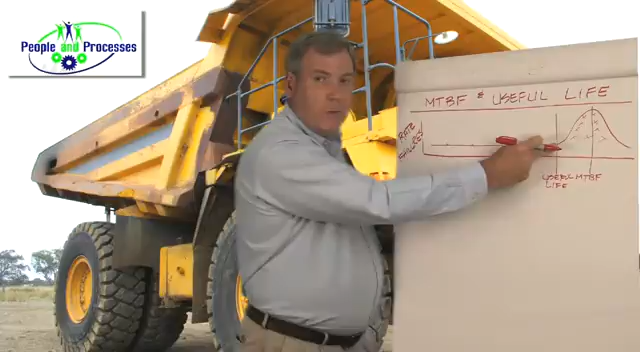 People and Processes
MTBF & USEFUL LIFE
RATE
FAILURES
USEFUL MTBF
LIFE